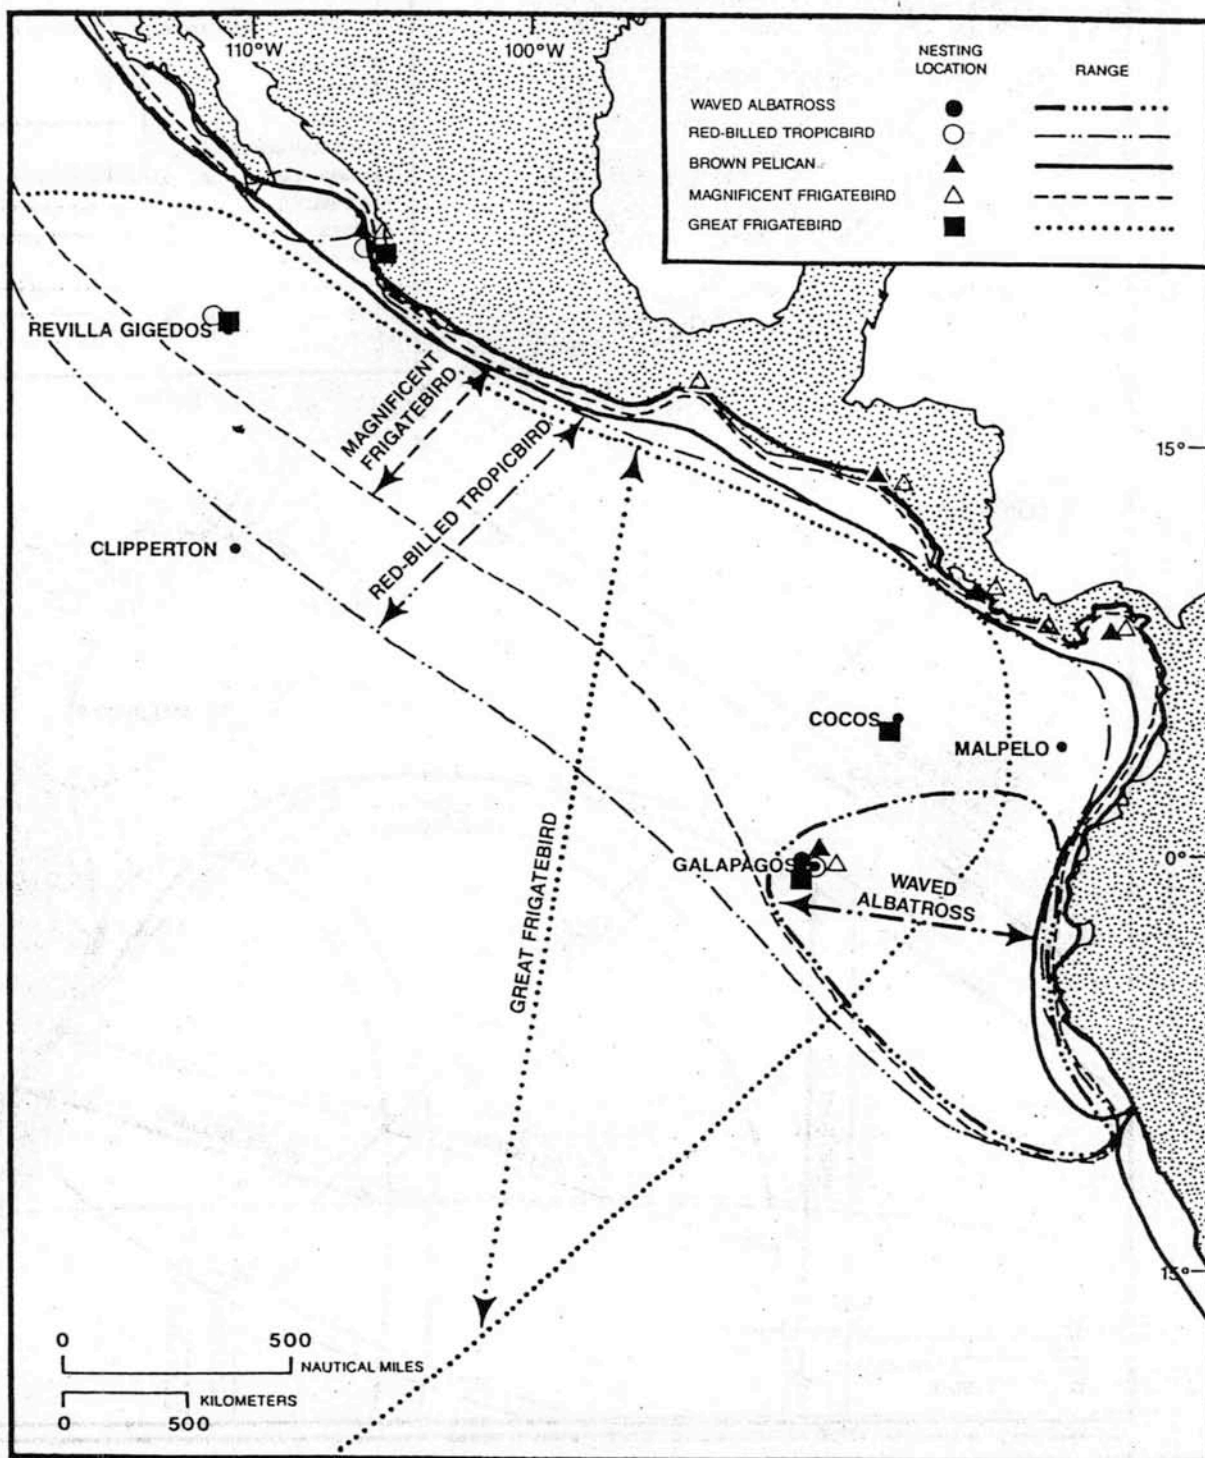 110°W
100°W
NESTING
LOCATION
RANGE
WAVED ALBATROSS
RED-BILLED TROPICBIRD
BROWN PELICAN
MAGNIFICENT FRIGATEBIRD
GREAT FRIGATEBIRD
REVILLA GIGEDOS
MAGNIFICENT
FRIGATEBIRD
RED-BILLED TROPICBIRD
15°
CLIPPERTON
COCOS
MALPELO
GALAPAGOS
0°
WAVED
ALBATROSS
GREAT FRIGATEBIRD
15°
0 500
NAUTICAL MILES
KILOMETERS
0 500